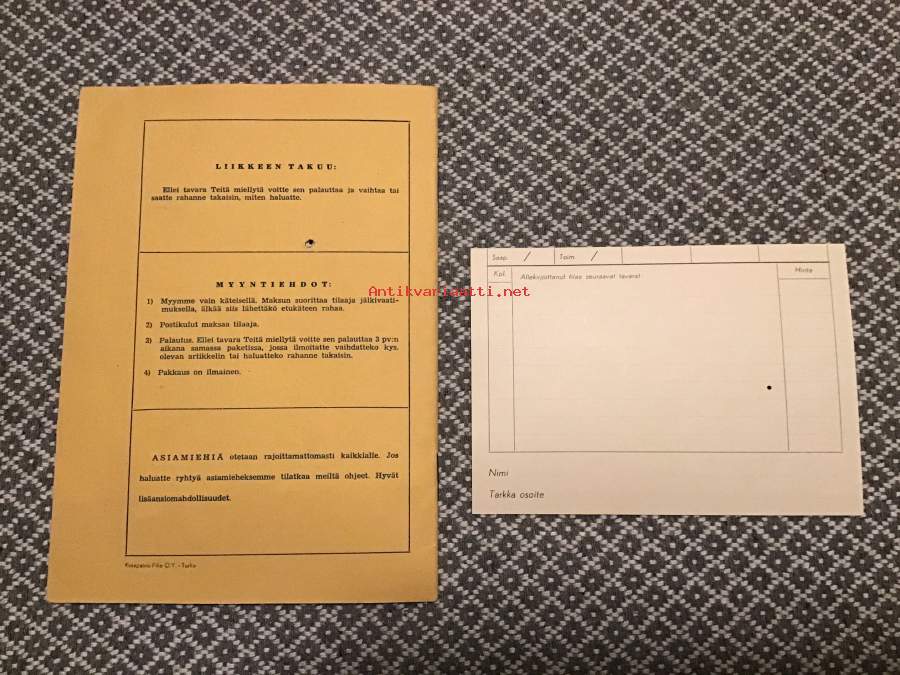 LIIKKEEN TAKUU:
Ellei tavara Teitä miellytä voitte sen palauttaa ja vaihtaa tai
saatte rahanne takaisin, miten haluatte.
MYYNTIEHDOT:
1) Myymme vain käteisellä. Maksun suorittaa tilaaja jälkivaati-
muksella, älkää siis lähettäkö etukäteen rahaa.
2) Postikulut maksaa tilaaja.
3) Palautus. Ellei tavara Teitä miellytä voitte sen palauttaa 3 pv:n
aikana samassa paketissa, jossa ilmoitatte vaihdatteko kys.
olevan artikkelin tai haluatteko rahanne takaisin.
4) Pakkaus on ilmainen.
ASIAMIEHIÄ otetaan rajoittamattomasti kaikkialle. Jos
haluatte ryhtyä asiamieheksemme tilatkaa meiltä ohjeet. Hyvät
lisäansiomahdollisuudet.
O.Y. - Turku
Saap. / Toim. /
Kpl. Allekirjoittanut tilaa seuraavat tavarat Hinta
Nimi
Tarkka osoite
Antikvariaatti.net